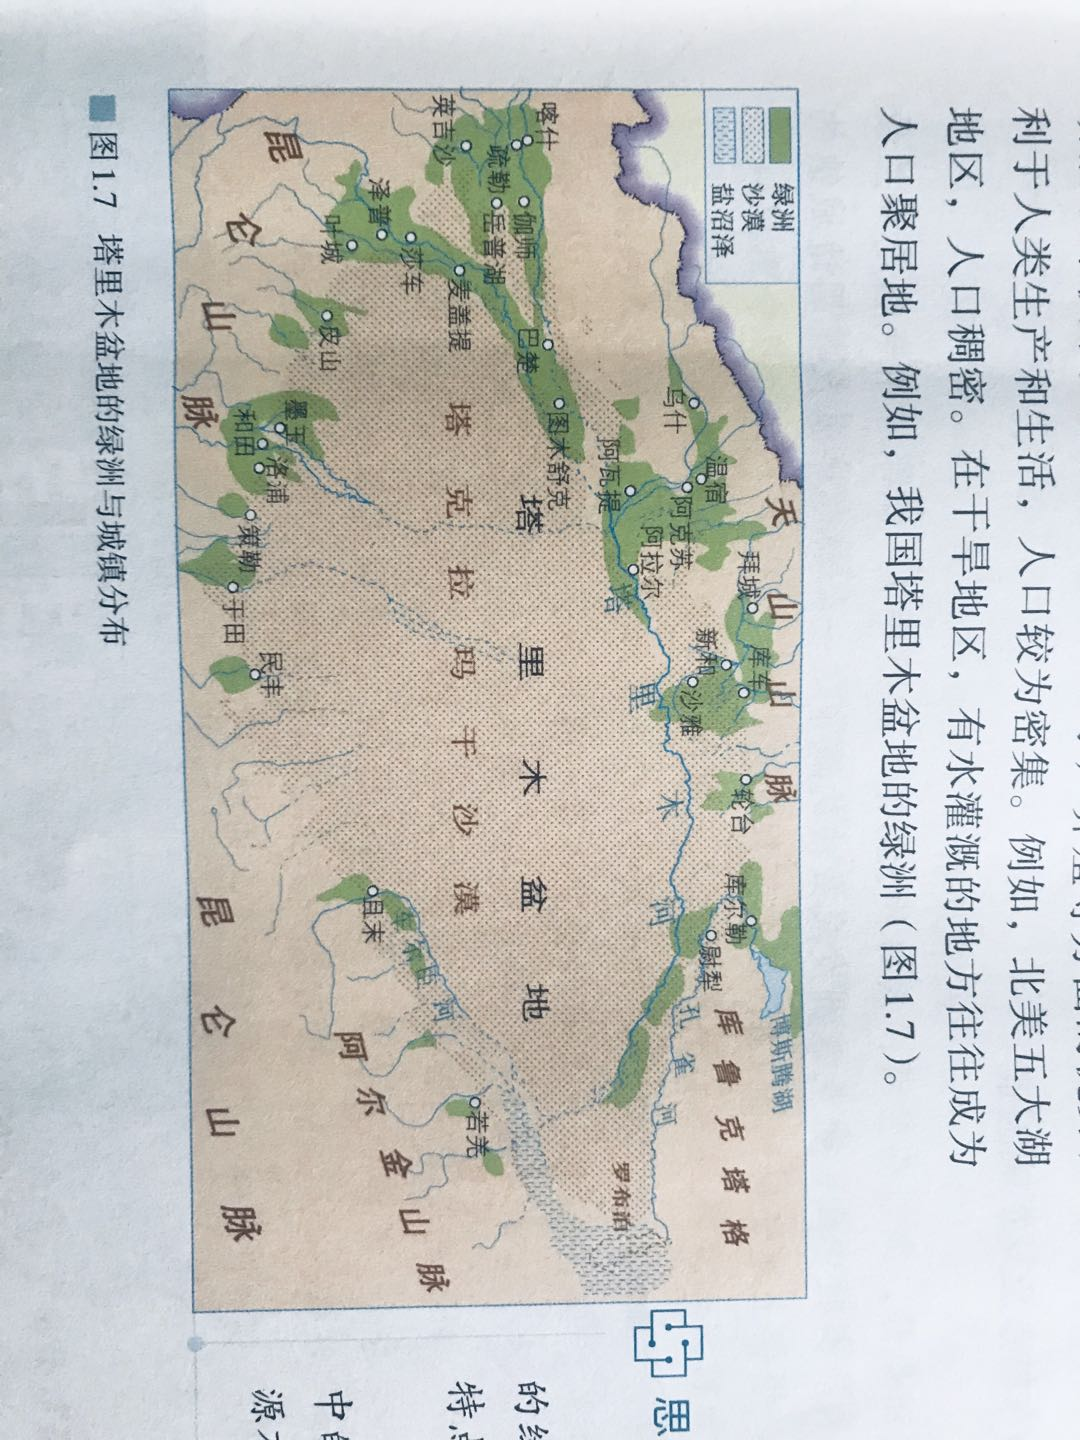 利于人类生产和生活，人口较为密集。例如，北美五大湖
地区，人口稠密。在干旱地区，有水灌溉的地方往往成为
人口聚居地。例如，我国塔里木盆地的绿洲（图1.7）。
绿洲
沙漠
盐沼泽
天山山脉
拜城
库车
新和
沙雅
轮台
库尔勒
尉犁
博斯腾湖
库鲁克塔格
孔雀河
乌什
温宿
阿克苏
阿瓦提
阿拉尔
塔里木河
罗布泊
喀什
疏勒
伽师
英吉沙
岳普湖
巴楚
图木舒克
麦盖提
莎车
泽普
叶城
塔里木盆地
塔克拉玛干沙漠
皮山
墨玉
和田
洛浦
策勒
于田
民丰
且末
车尔臣河
若羌
阿尔金山脉
昆仑山脉
昆仑山脉
图1.7 塔里木盆地的绿洲与城镇分布
思
特点
中的